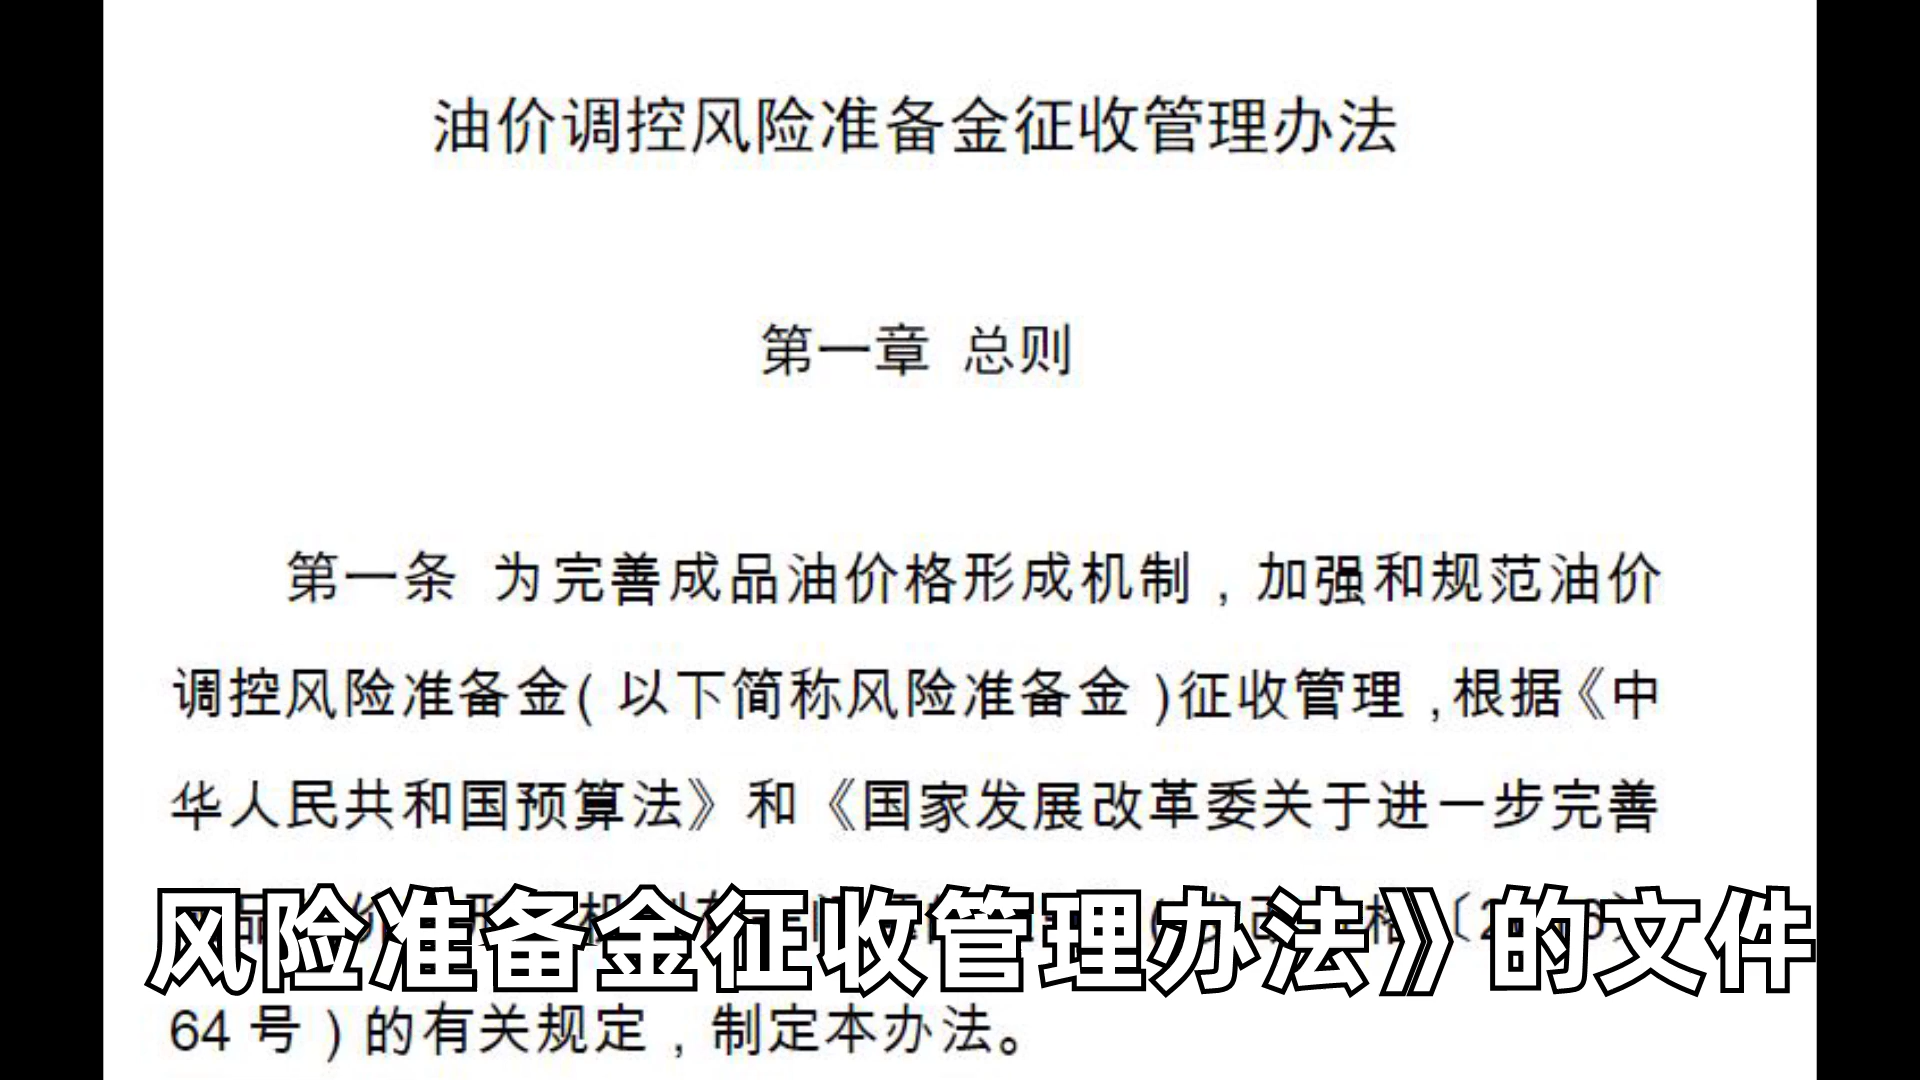 油价调控风险准备金征收管理办法
第一章 总则
第一条 为完善成品油价格形成机制，加强和规范油价
调控风险准备金(以下简称风险准备金)征收管理，根据《中
华人民共和国预算法》和《国家发展改革委关于进一步完善
风险准备金征收管理办法》的文件
64号)的有关规定，制定本办法。